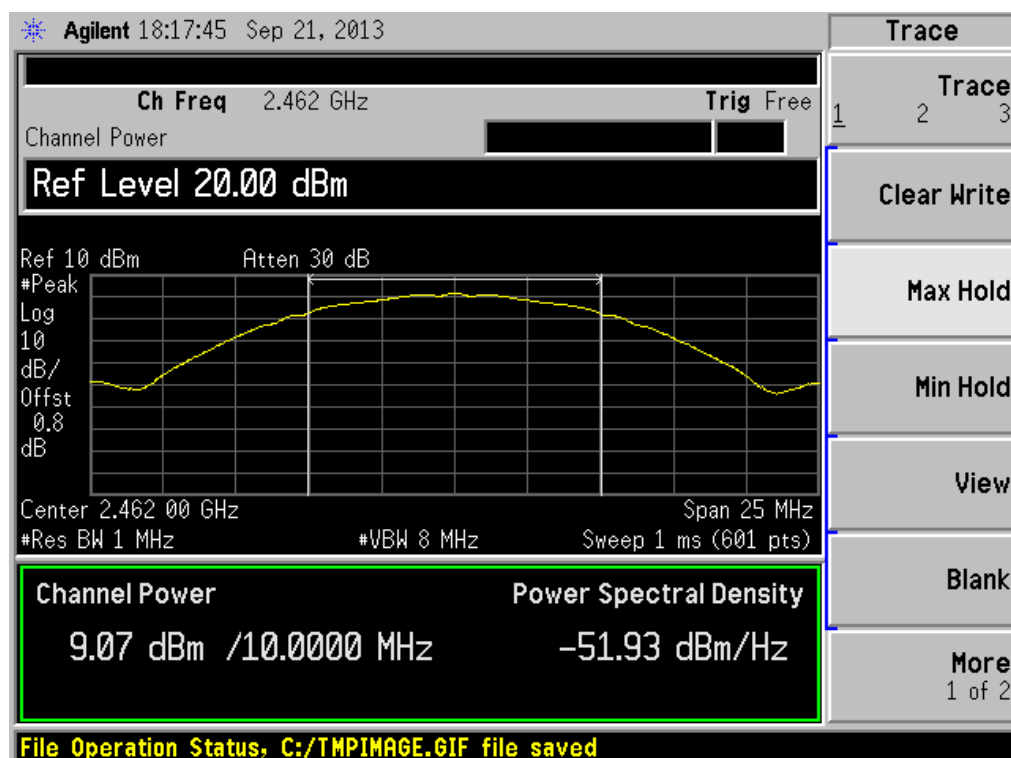 Agilent 18:17:45 Sep 21, 2013
Trace
Ch Freq 2.462 GHz Trig Free
Channel Power
Ref Level 20.00 dBm
Ref 10 dBm Atten 30 dB
#Peak
Log
10
dB/
Offst
0.8
dB
Center 2.462 00 GHz Span 25 MHz
#Res BW 1 MHz #VBW 8 MHz Sweep 1 ms (601 pts)
Channel Power Power Spectral Density
9.07 dBm /10.0000 MHz -51.93 dBm/Hz
File Operation Status, C:/TMPIMAGE.GIF file saved
Trace
1 2 3
Clear Write
Max Hold
Min Hold
View
Blank
More
1 of 2